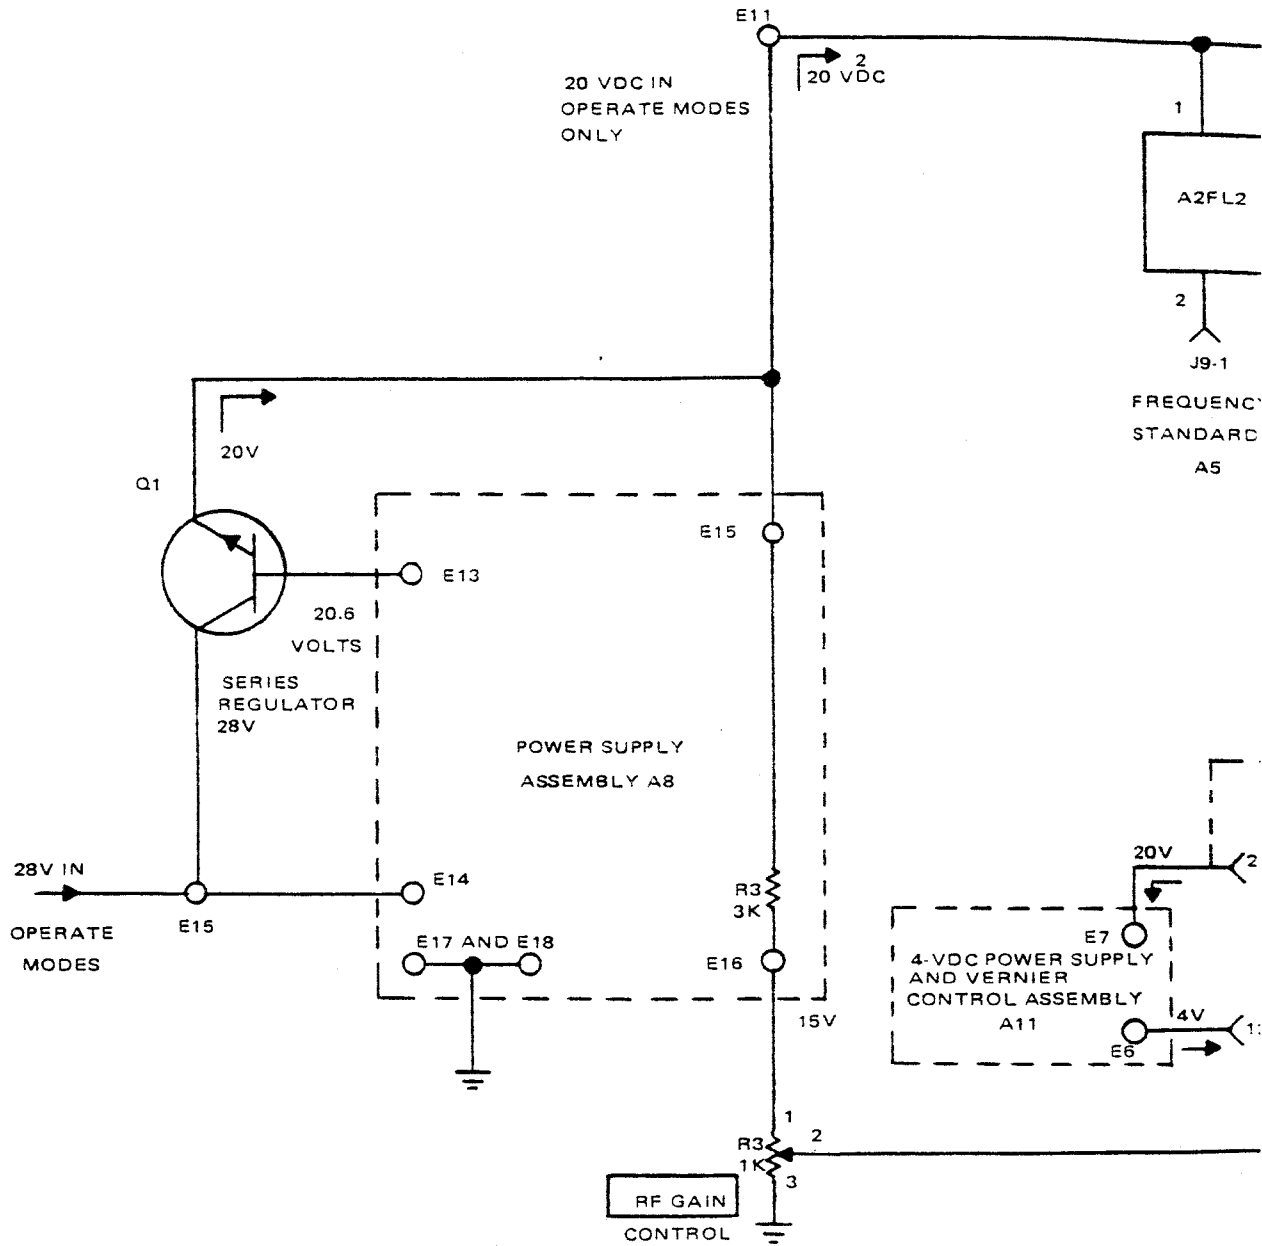 E11
2
20 VDC
20 VDC IN
OPERATE MODES
ONLY
1
A2FL2
2
J9-1
FREQUENCY
STANDARD
A5
20V
Q1
E15
E13
20.6
VOLTS
SERIES
REGULATOR
28V
POWER SUPPLY
ASSEMBLY A8
28V IN
E14
E15
OPERATE
MODES
E17 AND E18
R3
3K
E16
15V
20V
2
E7
4-VDC POWER SUPPLY
AND VERNIER
CONTROL ASSEMBLY
A11
4V
E6
1
2
R3
1K
3
RF GAIN
CONTROL